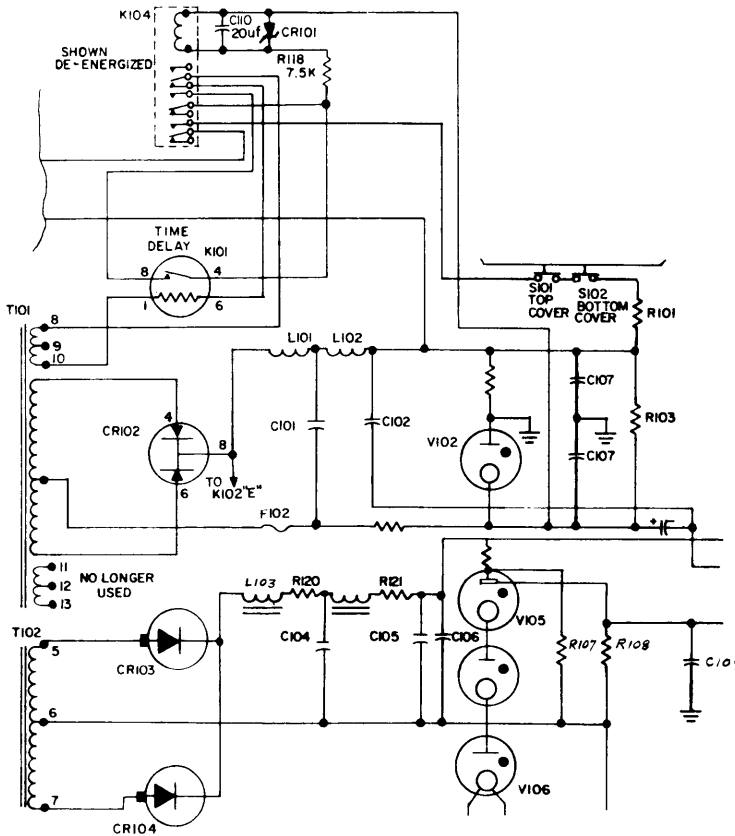 K104
C110
20uf
CR101
SHOWN
DE-ENERGIZED
R118
7.5K
TIME
DELAY
K101
8
4
1
6
S101
TOP
COVER
S102
BOTTOM
COVER
R101
T101
8
9
10
L101
L102
4
CR102
8
6
C101
C102
V102
C107
C107
R103
TO
K102"E"
F102
+
11
12
13
NO LONGER
USED
T102
5
CR103
L103
R120
R121
C104
C105
C106
V105
R107
R108
C10
6
7
CR104
V106